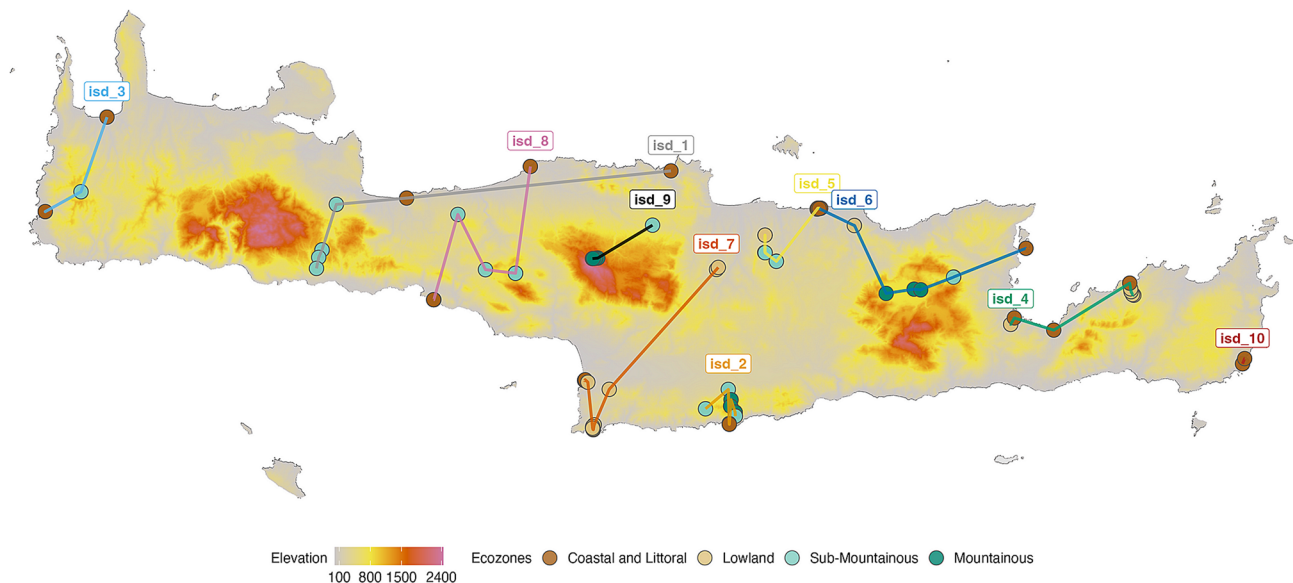 isd_3
isd_8
isd_1
isd_5
isd_6
isd_9
isd_7
isd_4
isd_10
isd_2
Elevation
100 800 1500 2400
Ecozones Coastal and Littoral Lowland Sub-Mountainous Mountainous